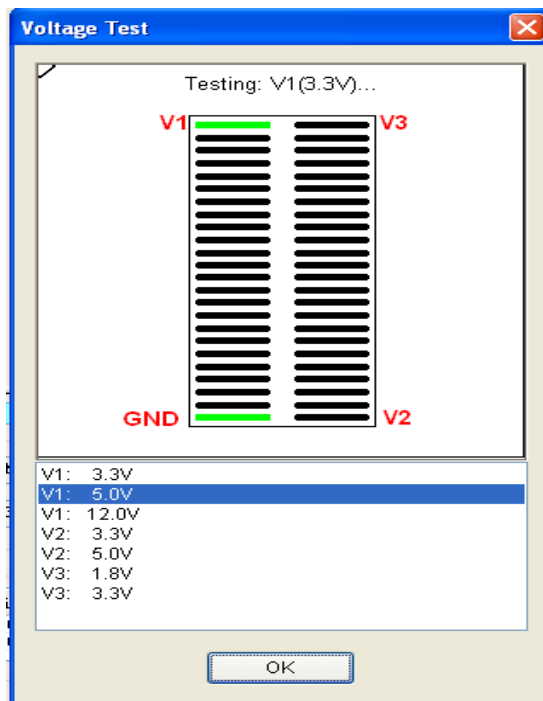 Voltage Test
Testing: V1(3.3V)...
V1 V3
GND V2
V1: 3.3V
V1: 5.0V
V1: 12.0V
V2: 3.3V
V2: 5.0V
V3: 1.8V
V3: 3.3V
OK